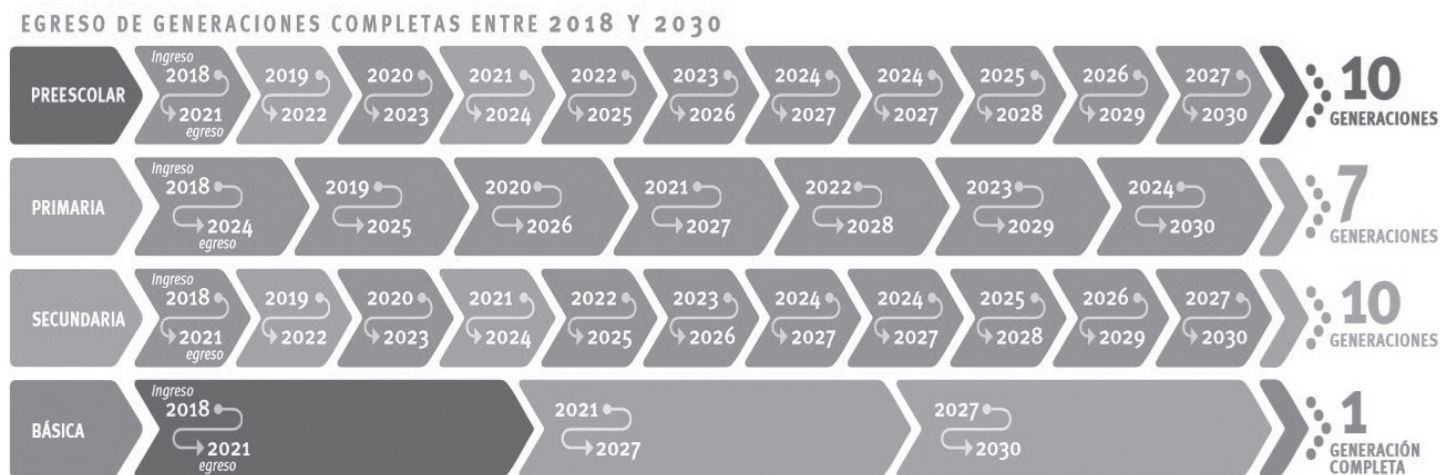 EGRESO DE GENERACIONES COMPLETAS ENTRE 2018 Y 2030
PREESCOLAR
Ingreso
2018 2019 2020 2021 2022 2023 2024 2024 2025 2026 2027
2021 2022 2023 2024 2025 2026 2027 2027 2028 2029 2030
egreso
10
GENERACIONES
PRIMARIA
Ingreso
2018 2019 2020 2021 2022 2023 2024
2024 2025 2026 2027 2028 2029 2030
egreso
7
GENERACIONES
SECUNDARIA
Ingreso
2018 2019 2020 2021 2022 2023 2024 2024 2025 2026 2027
2021 2022 2023 2024 2025 2026 2027 2027 2028 2029 2030
egreso
10
GENERACIONES
BÁSICA
Ingreso
2018 2021 2027
2021 2027 2030
egreso
1
GENERACIÓN
COMPLETA